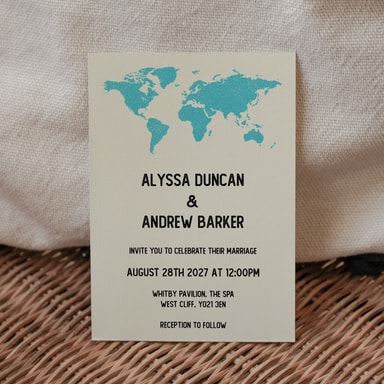 ALYSSA DUNCAN
&
ANDREW BARKER
INVITE YOU TO CELEBRATE THEIR MARRIAGE
AUGUST 28TH 2027 AT 12:00PM
WHITBY PAVILION, THE SPA
WEST CLIFF, YO21 3EN
RECEPTION TO FOLLOW